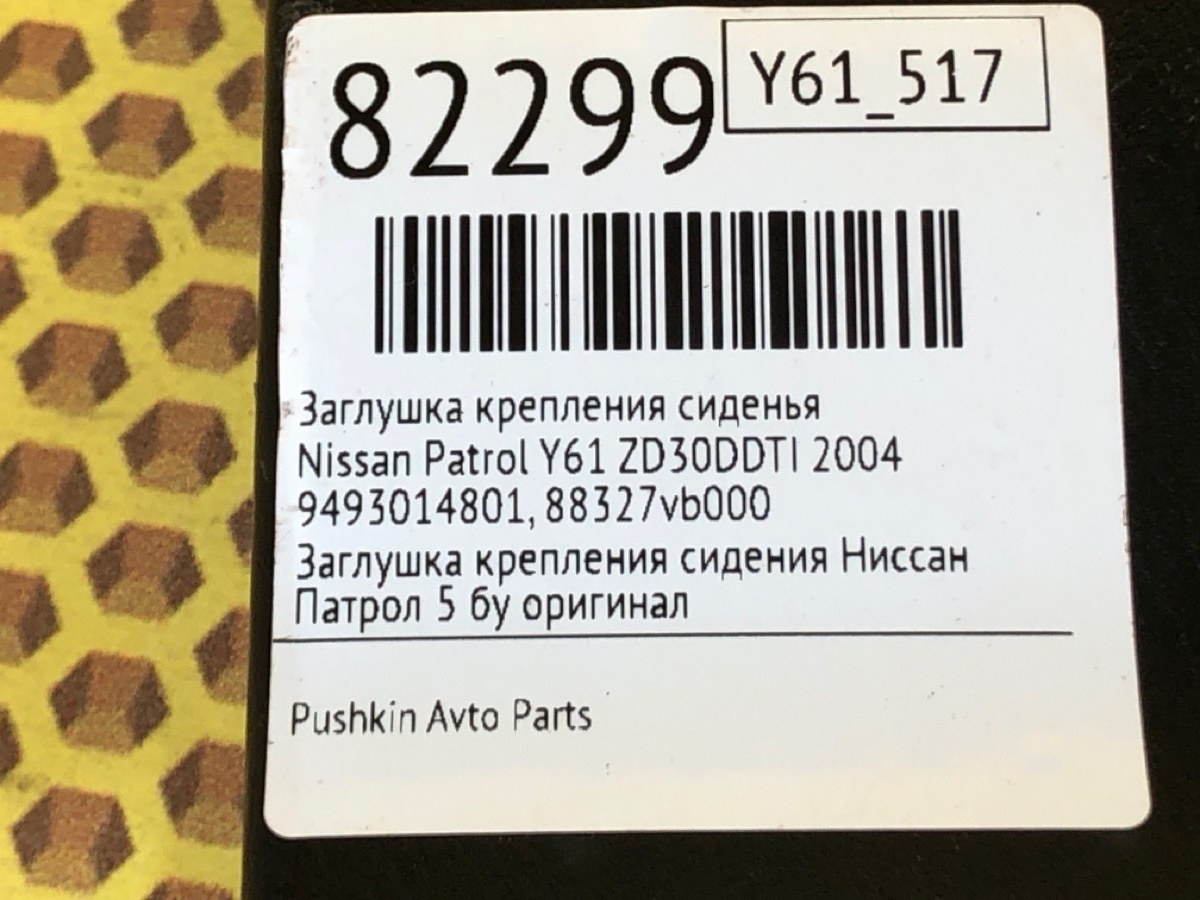 82299
Y61_517
Заглушка крепления сиденья
Nissan Patrol Y61 ZD30DDTI 2004
9493014801, 88327vb000
Заглушка крепления сидения Ниссан
Патрол 5 бу оригинал
Pushkin Avto Parts